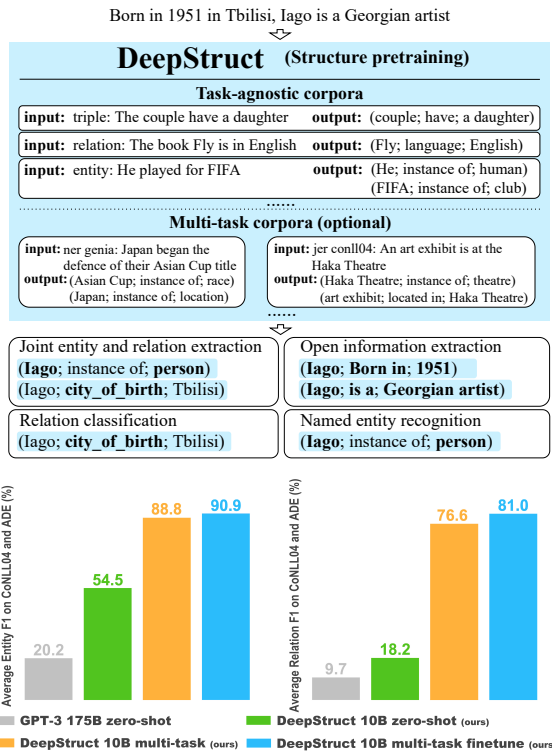 Born in 1951 in Tbilisi, Iago is a Georgian artist
DeepStruct (Structure pretraining)
Task-agnostic corpora
input: triple: The couple have a daughter output: (couple; have; a daughter)
input: relation: The book Fly is in English output: (Fly; language; English)
input: entity: He played for FIFA output: (He; instance of; human)
(FIFA; instance of; club)
......
Multi-task corpora (optional)
input: ner genia: Japan began the
defence of their Asian Cup title
output: (Asian Cup; instance of; race)
(Japan; instance of; location)
input: jer conll04: An art exhibit is at the
Haka Theatre
output: (Haka Theatre; instance of; theatre)
(art exhibit; located in; Haka Theatre)
......
Joint entity and relation extraction
(Iago; instance of; person)
(Iago; city_of_birth; Tbilisi)
Open information extraction
(Iago; Born in; 1951)
(Iago; is a; Georgian artist)
Relation classification
(Iago; city_of_birth; Tbilisi)
Named entity recognition
(Iago; instance of; person)
Average Entity F1 on CoNLL04 and ADE (%)
20.2
54.5
88.8
90.9
Average Relation F1 on CoNLL04 and ADE (%)
9.7
18.2
76.6
81.0
GPT-3 175B zero-shot
DeepStruct 10B zero-shot (ours)
DeepStruct 10B multi-task (ours)
DeepStruct 10B multi-task finetune (ours)